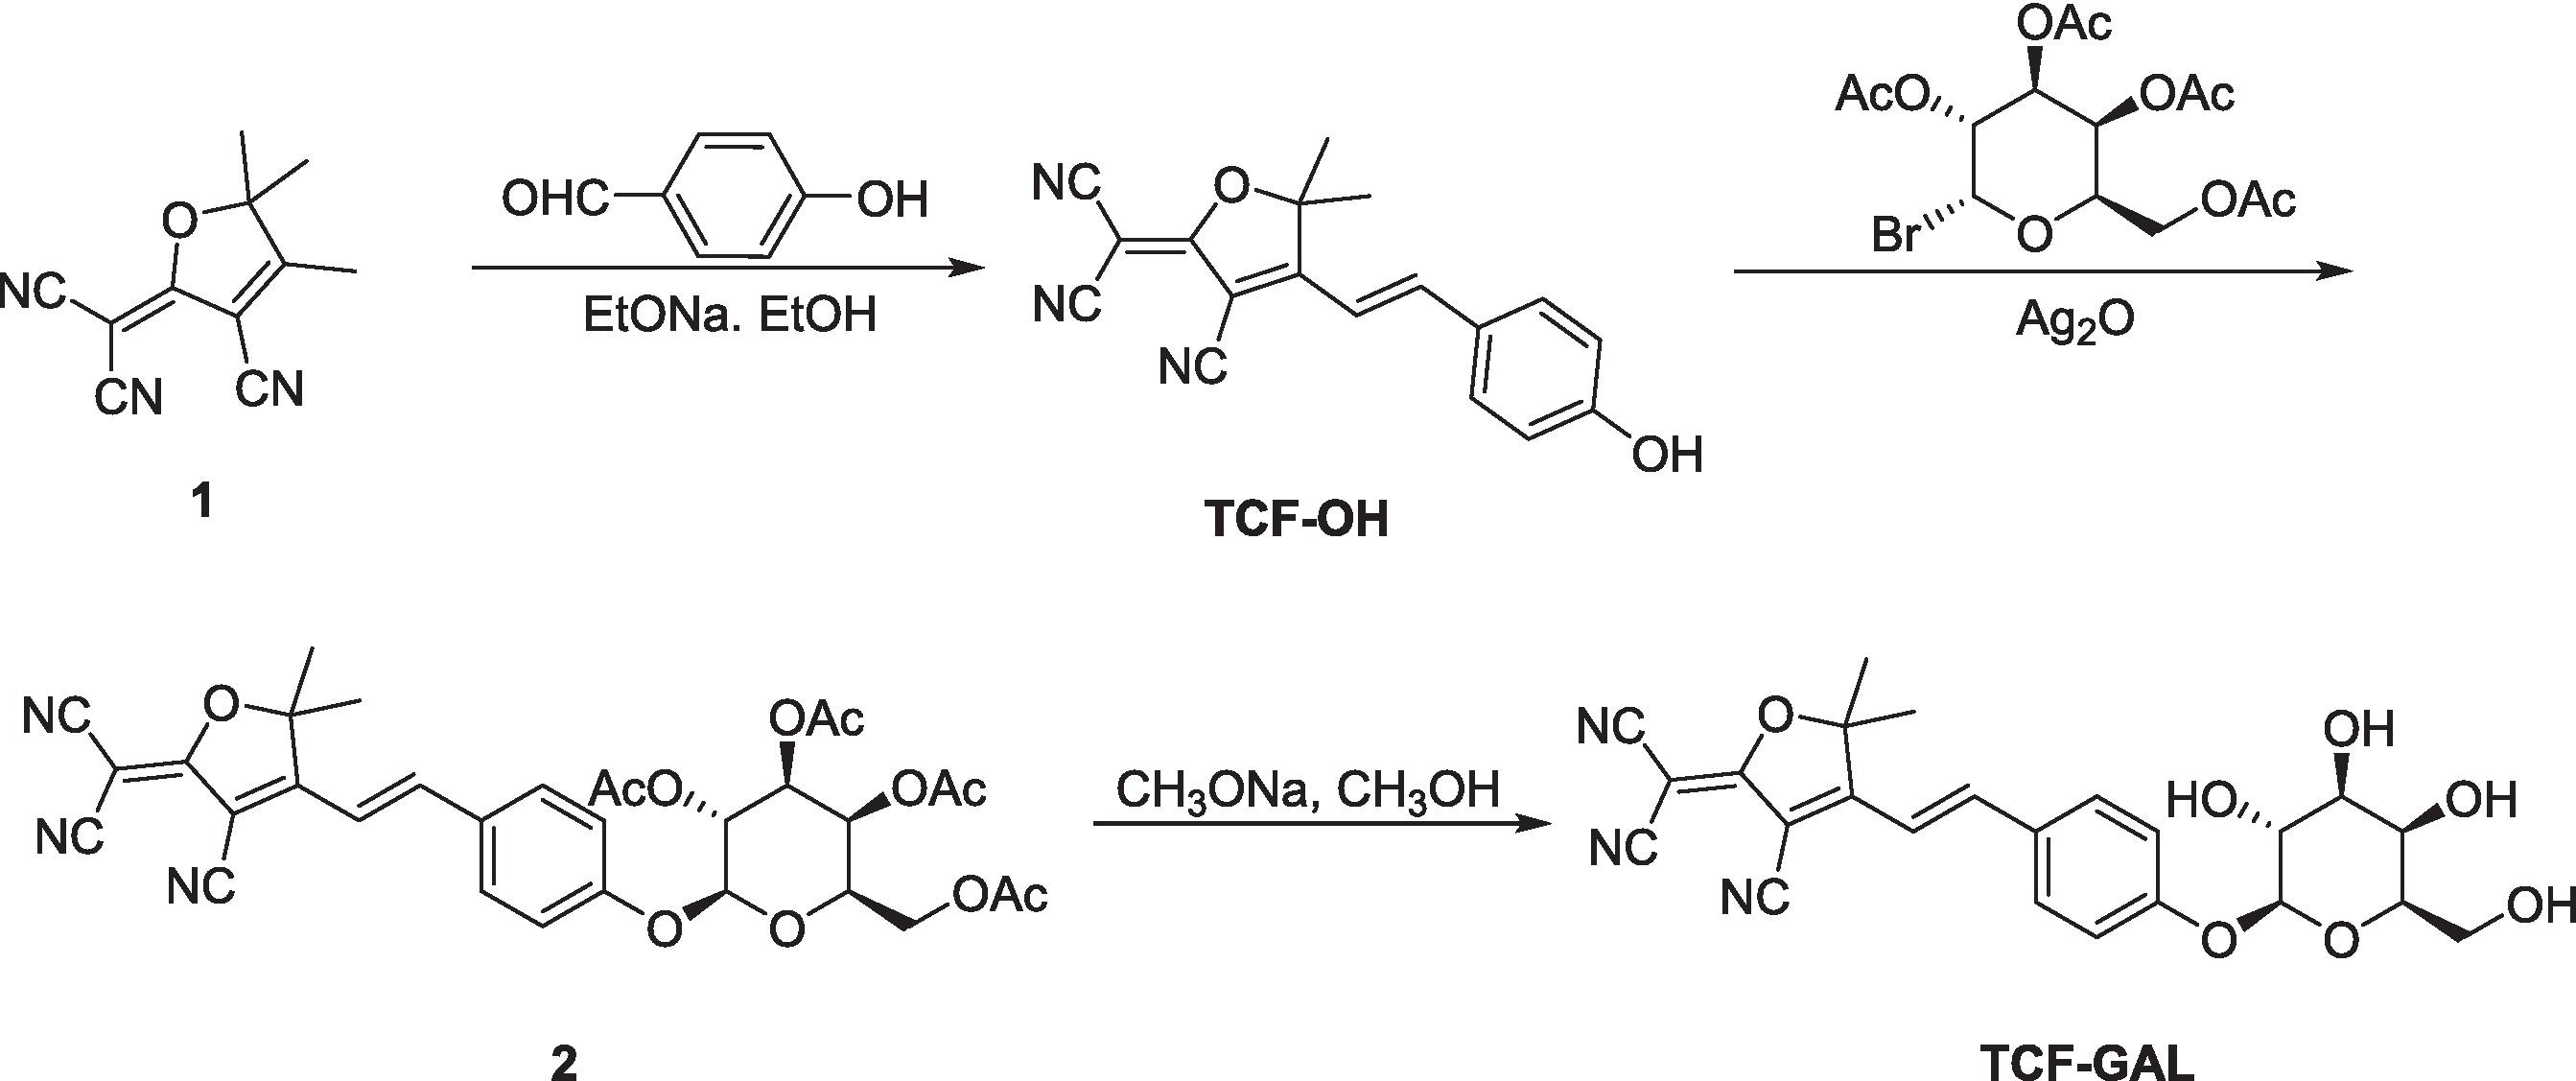 OAc
AcO
OAc
OHC
OH
NC
O
O
OAc
NC
Br
O
O
NC
EtONa. EtOH
NC
Ag2O
CN
CN
NC
OH
1
TCF-OH
NC
O
OAc
NC
O
OH
AcO
OAc
CH3ONa, CH3OH
HO
OH
NC
NC
NC
OAc
NC
OH
O
O
O
O
2
TCF-GAL